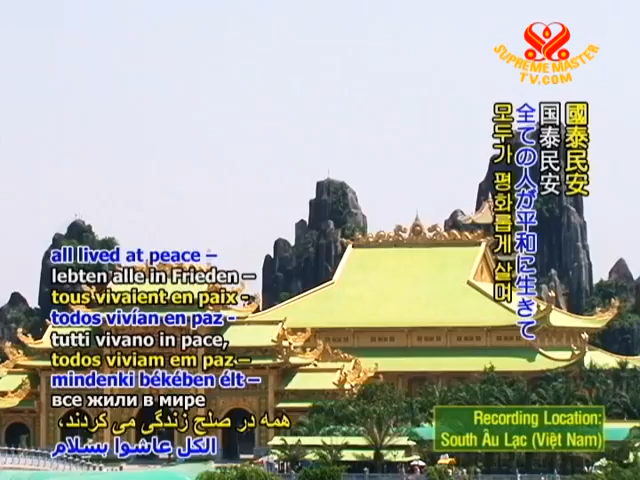 SUPREME MASTER
TV.COM
國泰民安
国泰民安
全ての人が平和に生きて
모두가 평화롭게 살며
all lived at peace –
lebten alle in Frieden –
tous vivaient en paix -
todos vivían en paz -
tutti vivano in pace,
todos viviam em paz –
mindenki békében élt –
все жили в мире
همه در صلح زندگی می کردند،
الكل عاشوا بسلام
Recording Location:
South Âu Lạc (Việt Nam)